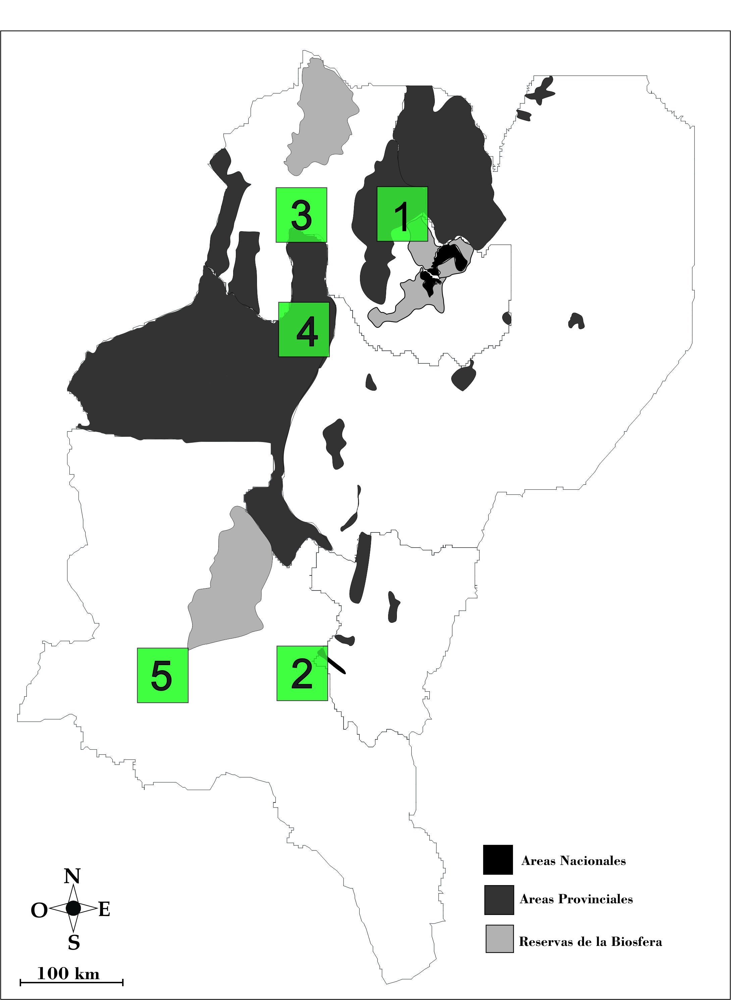 3
1
4
5
2
Areas Nacionales
Areas Provinciales
Reservas de la Biosfera
N
O
E
S
100 km